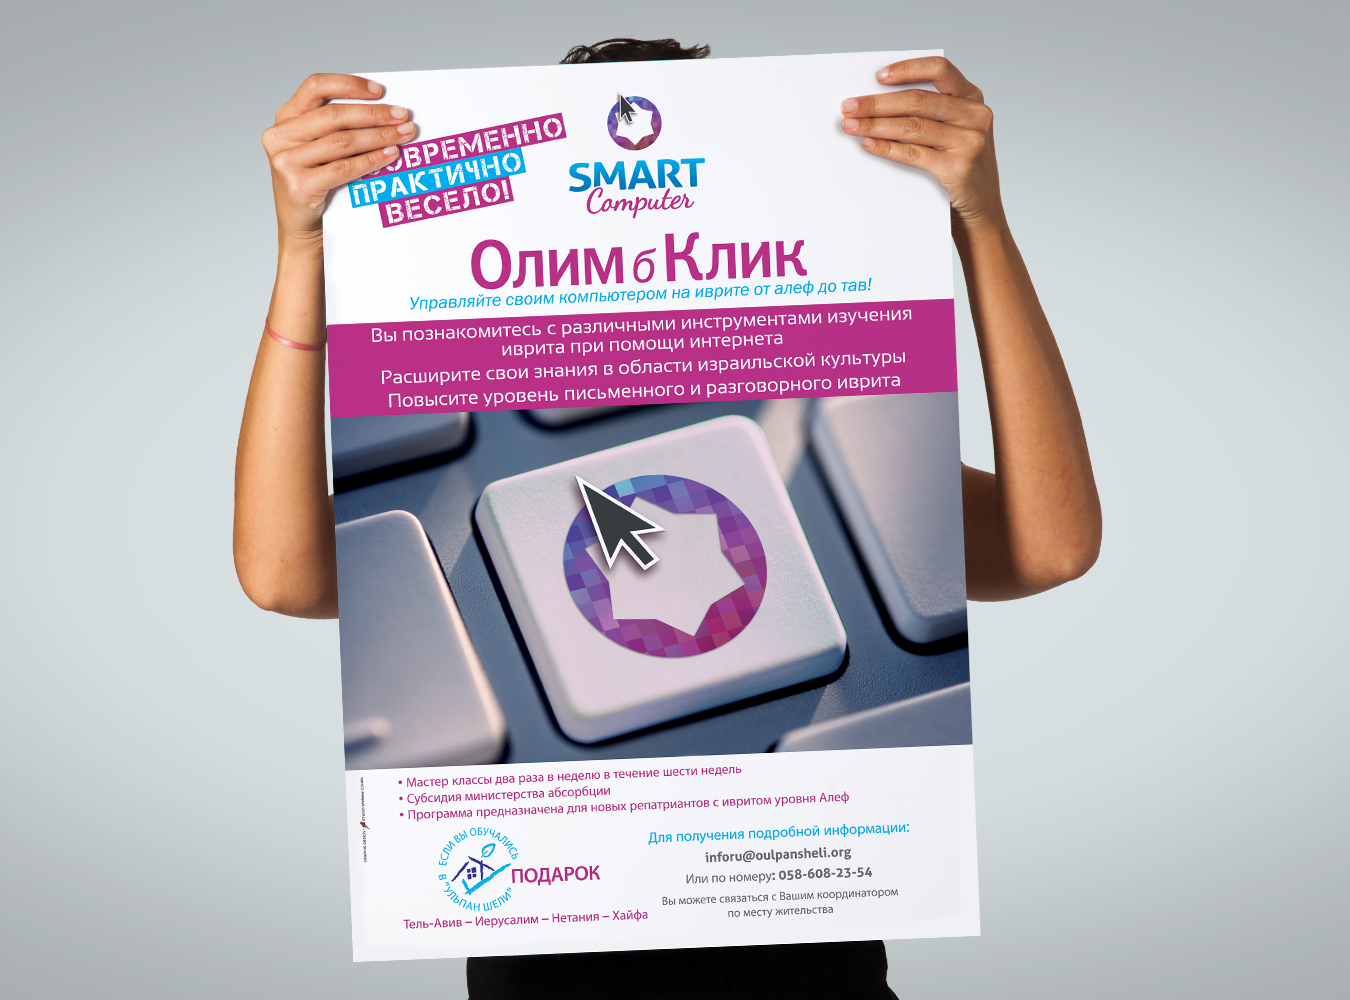 СОВРЕМЕННО
ПРАКТИЧНО
ВЕСЕЛО!
SMART
Computer
Олим б Клик
Управляйте своим компьютером на иврите от алеф до тав!
Вы познакомитесь с различными инструментами изучения
иврита при помощи интернета
Расширите свои знания в области израильской культуры
Повысите уровень письменного и разговорного иврита
• Мастер классы два раза в неделю в течение шести недель
• Субсидия министерства абсорбции
• Программа предназначена для новых репатриантов с ивритом уровня Алеф
ЕСЛИ ВЫ ОБУЧАЛИСЬ
В "УЛЬПАН ШЕЛИ"
ПОДАРОК
Тель-Авив – Иерусалим – Нетания – Хайфа
Для получения подробной информации:
inforu@oulpansheli.org
Или по номеру: 058-608-23-54
Вы можете связаться с Вашим координатором
по месту жительства